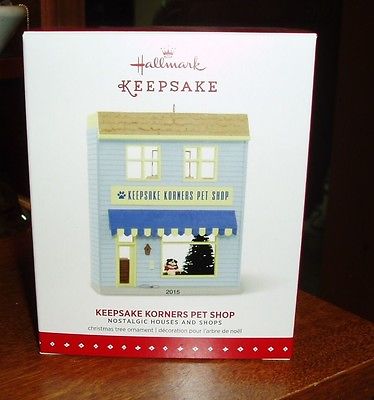 Hallmark
KEEPSAKE
KEEPSAKE KORNERS PET SHOP
2015
KEEPSAKE KORNERS PET SHOP
NOSTALGIC HOUSES AND SHOPS
christmas tree ornament | décoration pour l'arbre de noël